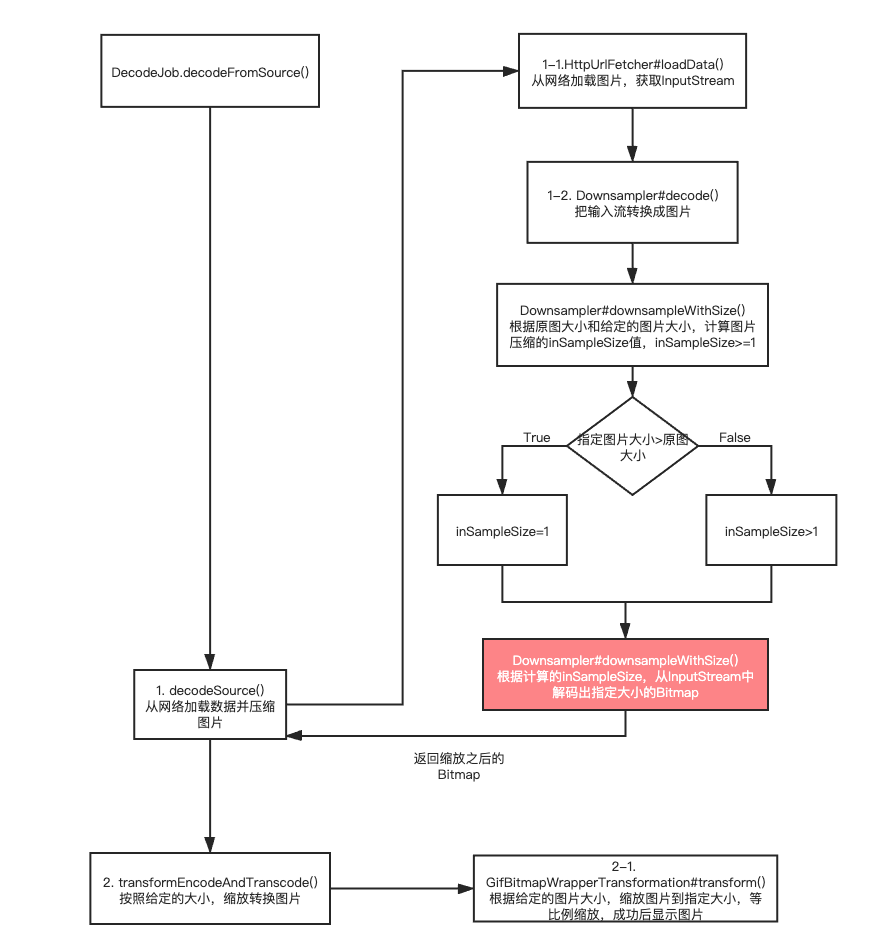 DecodeJob.decodeFromSource()
1-1.HttpUrlFetcher#loadData()
从网络加载图片，获取InputStream
1-2. Downsampler#decode()
把输入流转换成图片
Downsampler#downsampleWithSize()
根据原图大小和给定的图片大小，计算图片
压缩的inSampleSize值，inSampleSize>=1
True
指定图片大小>原图
大小
False
inSampleSize=1
inSampleSize>1
Downsampler#downsampleWithSize()
根据计算的inSampleSize，从InputStream中
解码出指定大小的Bitmap
1. decodeSource()
从网络加载数据并压缩
图片
返回缩放之后的
Bitmap
2. transformEncodeAndTranscode()
按照给定的大小，缩放转换图片
2-1.
GifBitmapWrapperTransformation#transform()
根据给定的图片大小，缩放图片到指定大小，等
比例缩放，成功后显示图片